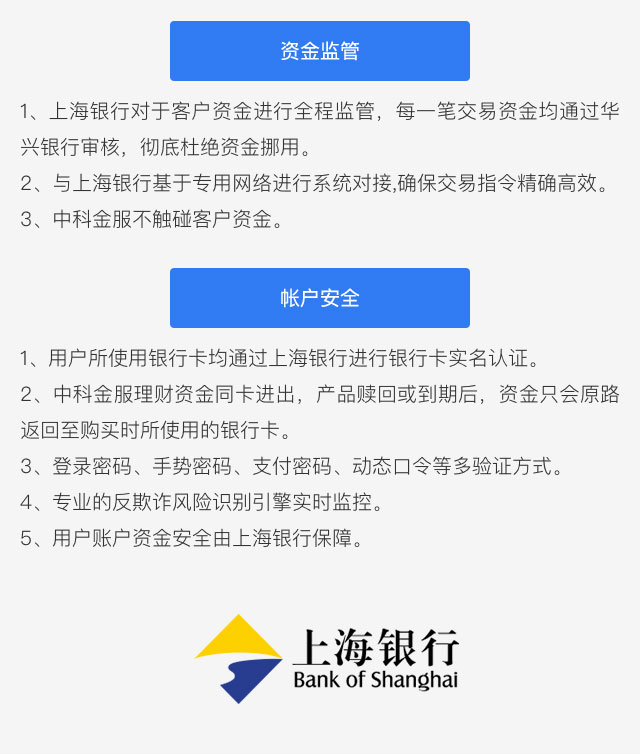 资金监管
1、上海银行对于客户资金进行全程监管，每一笔交易资金均通过华
兴银行审核，彻底杜绝资金挪用。
2、与上海银行基于专用网络进行系统对接,确保交易指令精确高效。
3、中科金服不触碰客户资金。
帐户安全
1、用户所使用银行卡均通过上海银行进行银行卡实名认证。
2、中科金服理财资金同卡进出，产品赎回或到期后，资金只会原路
返回至购买时所使用的银行卡。
3、登录密码、手势密码、支付密码、动态口令等多验证方式。
4、专业的反欺诈风险识别引擎实时监控。
5、用户账户资金安全由上海银行保障。
上海银行
Bank of Shanghai